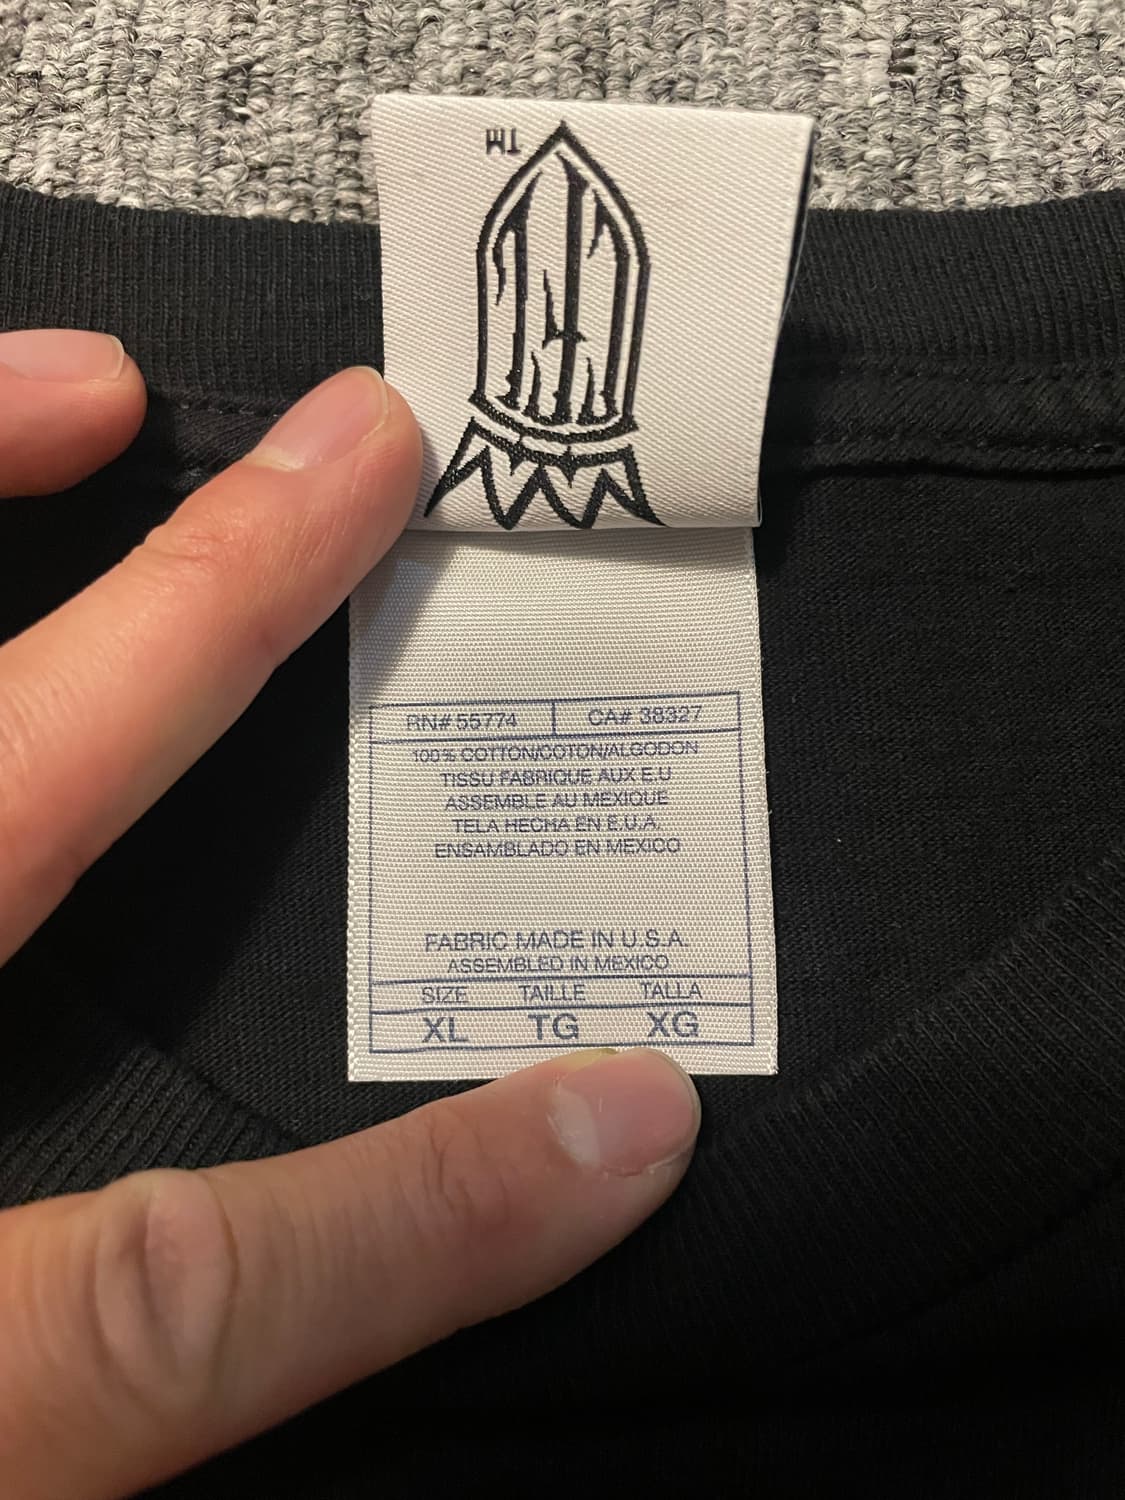 TM
RN# 55774 CA# 38327
100% COTTON/COTON/ALGODON
TISSU FABRIQUE AUX E.U
ASSEMBLE AU MEXIQUE
TELA HECHA EN E.U.A.
ENSAMBLADO EN MEXICO
FABRIC MADE IN U.S.A.
ASSEMBLED IN MEXICO
SIZE TAILLE TALLA
XL TG XG